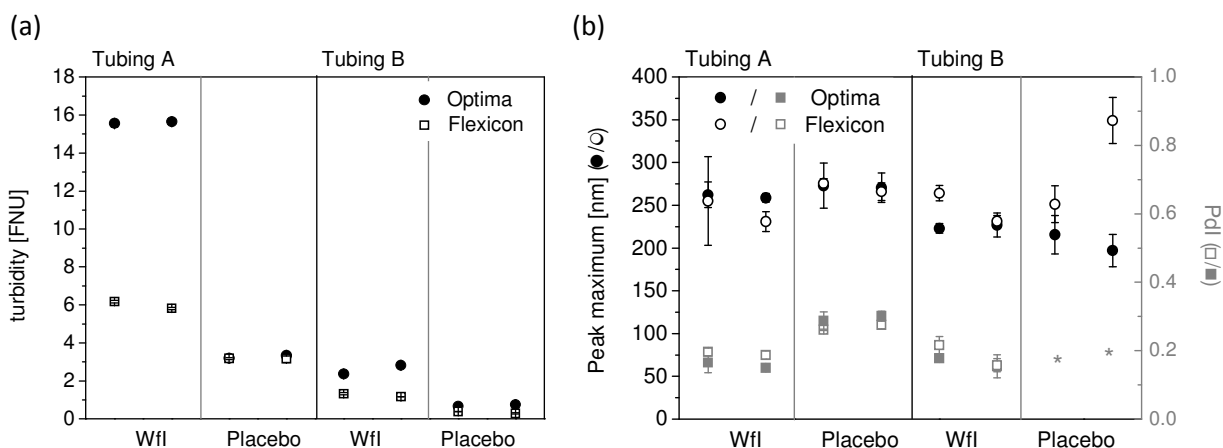 (a)
Tubing A Tubing B
18
16
14
12
10
8
6
4
2
0
turbidity [FNU]
Optima
Flexicon
WfI Placebo WfI Placebo
(b)
Tubing A Tubing B
400
350
300
250
200
150
100
50
0
Peak maximum [nm] (●/○)
● / ■ Optima
○ / □ Flexicon
1.0
0.8
0.6
0.4
0.2
0.0
PdI (□/■)
* *
WfI Placebo WfI Placebo